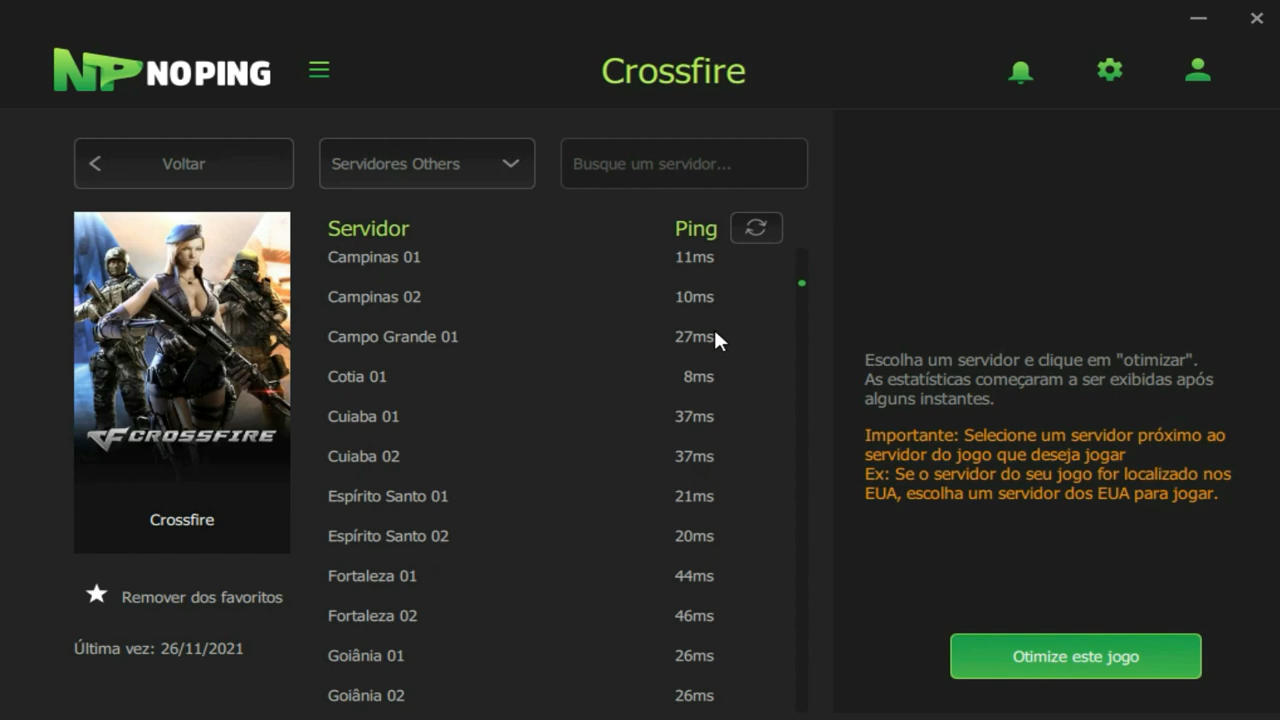 NP NOPING
Crossfire
Voltar
Servidores Others
Busque um servidor...
Servidor Ping
Campinas 01 11ms
Campinas 02 10ms
Campo Grande 01 27ms
Cotia 01 8ms
Cuiaba 01 37ms
Cuiaba 02 37ms
Espírito Santo 01 21ms
Espírito Santo 02 20ms
Fortaleza 01 44ms
Fortaleza 02 46ms
Goiânia 01 26ms
Goiânia 02 26ms
CF CROSSFIRE
Crossfire
Remover dos favoritos
Última vez: 26/11/2021
Escolha um servidor e clique em "otimizar".
As estatísticas começaram a ser exibidas após
alguns instantes.
Importante: Selecione um servidor próximo ao
servidor do jogo que deseja jogar
Ex: Se o servidor do seu jogo for localizado nos
EUA, escolha um servidor dos EUA para jogar.
Otimize este jogo